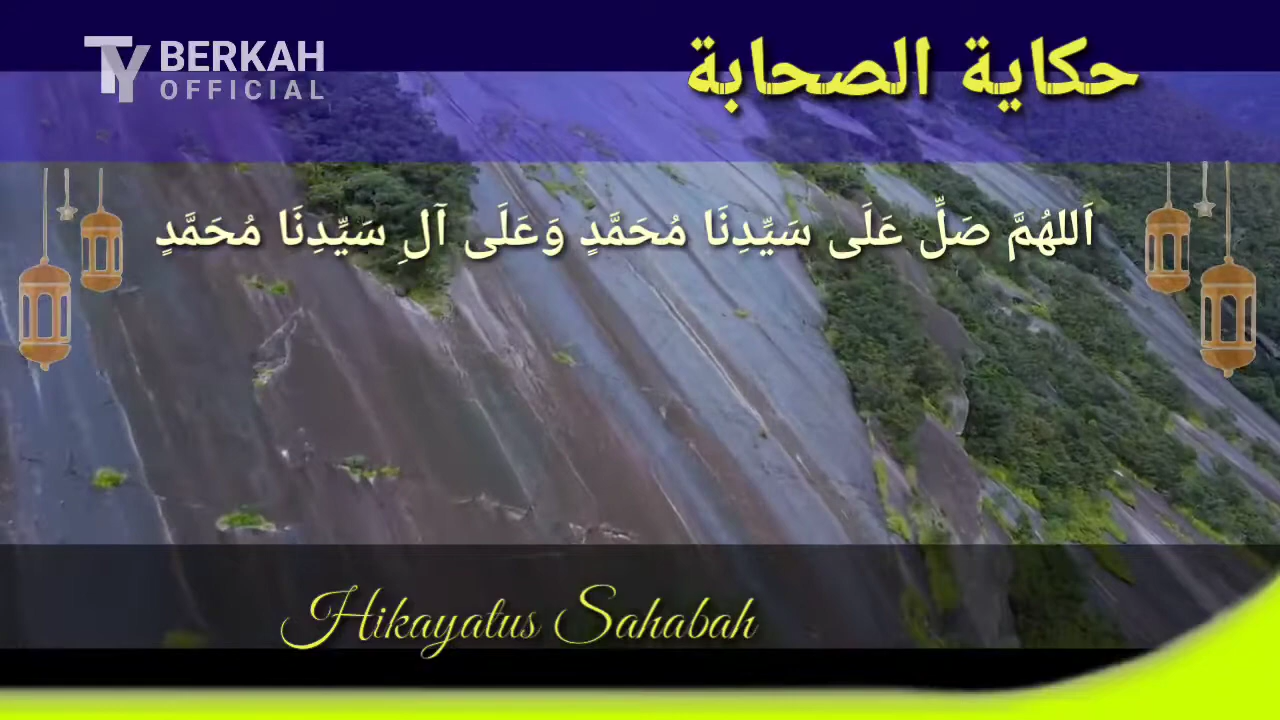 TY BERKAH
OFFICIAL
حكاية الصحابة
اَللهُمَّ صَلِّ عَلَى سَيِّدِنَا مُحَمَّدٍ وَعَلَى آلِ سَيِّدِنَا مُحَمَّدٍ
Hikayatus Sahabah